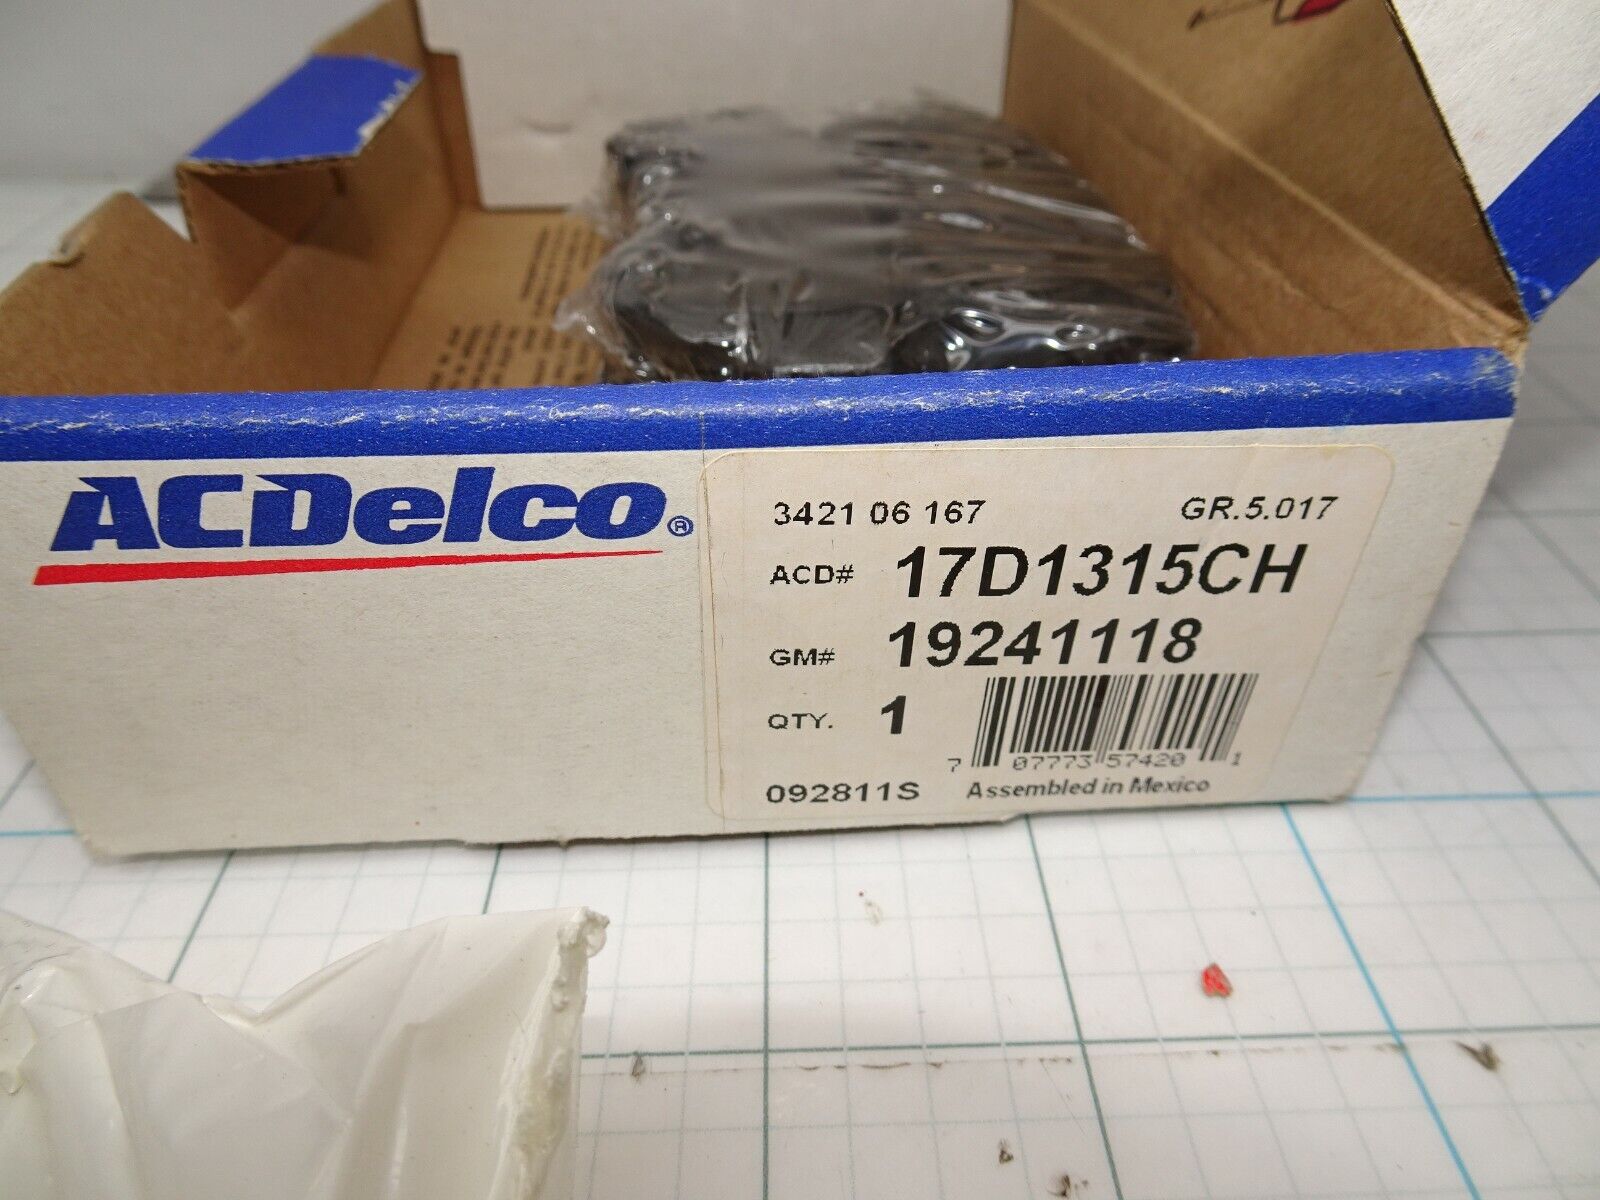 ACDelco®
3421 06 167 GR.5.017
ACD# 17D1315CH
GM# 19241118
QTY. 1
7 07773 57420 1
092811S Assembled in Mexico